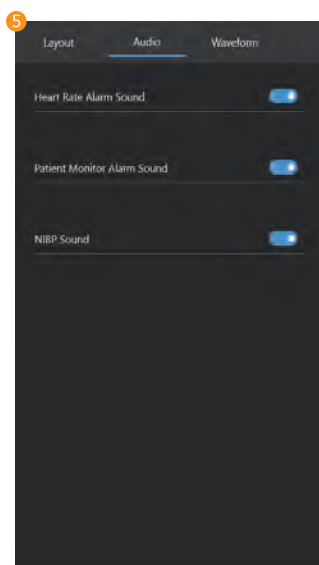 5
Layout Audio Waveform
Heart Rate Alarm Sound
Patient Monitor Alarm Sound
NIBP Sound